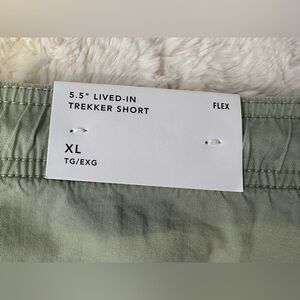 5.5" LIVED-IN
TREKKER SHORT
FLEX
XL
TG/EXG